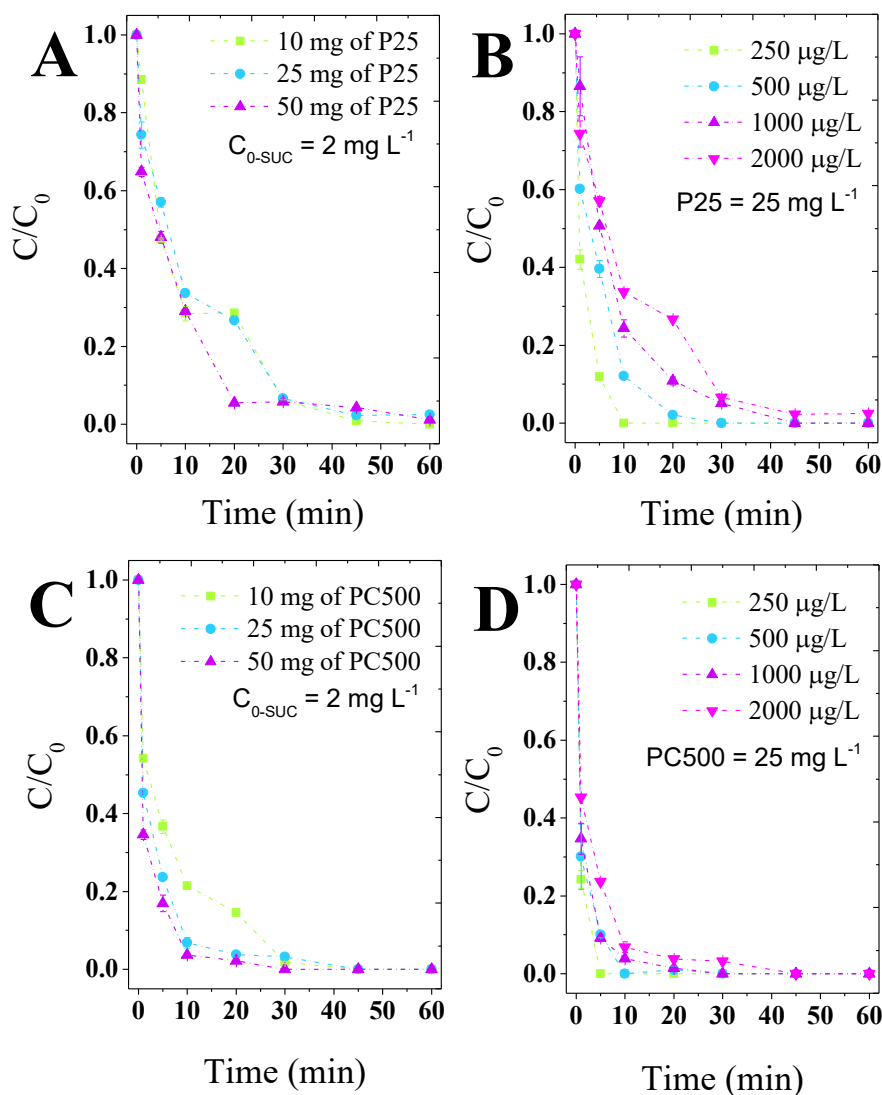 A
10 mg of P25
25 mg of P25
50 mg of P25
C0-SUC = 2 mg L-1
C/C0
1.0
0.8
0.6
0.4
0.2
0.0
0 10 20 30 40 50 60
Time (min)
B
250 μg/L
500 μg/L
1000 μg/L
2000 μg/L
P25 = 25 mg L-1
C/C0
1.0
0.8
0.6
0.4
0.2
0.0
0 10 20 30 40 50 60
Time (min)
C
10 mg of PC500
25 mg of PC500
50 mg of PC500
C0-SUC = 2 mg L-1
C/C0
1.0
0.8
0.6
0.4
0.2
0.0
0 10 20 30 40 50 60
Time (min)
D
250 μg/L
500 μg/L
1000 μg/L
2000 μg/L
PC500 = 25 mg L-1
C/C0
1.0
0.8
0.6
0.4
0.2
0.0
0 10 20 30 40 50 60
Time (min)